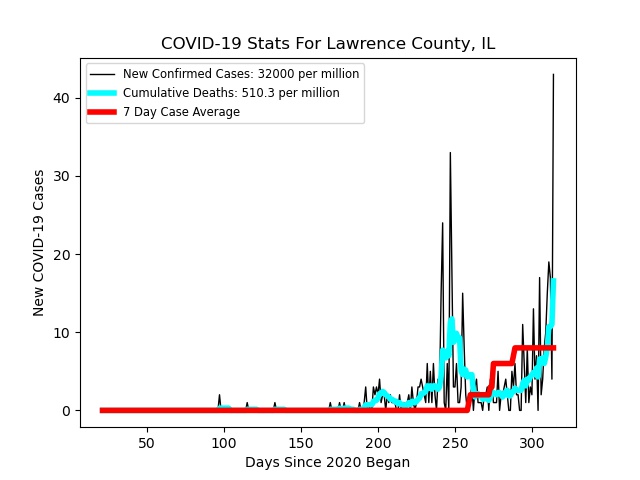 COVID-19 Stats For Lawrence County, IL
New Confirmed Cases: 32000 per million
Cumulative Deaths: 510.3 per million
7 Day Case Average
40
30
20
10
0
New COVID-19 Cases
50 100 150 200 250 300
Days Since 2020 Began